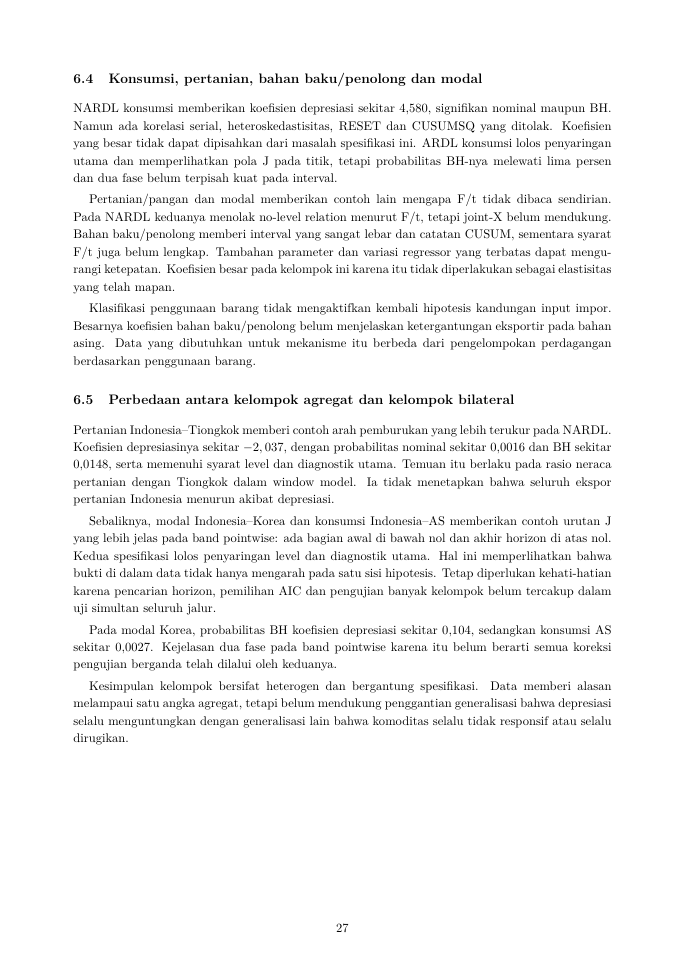 6.4 Konsumsi, pertanian, bahan baku/penolong dan modal
NARDL konsumsi memberikan koefisien depresiasi sekitar 4,580, signifikan nominal maupun BH.
Namun ada korelasi serial, heteroskedastisitas, RESET dan CUSUMSQ yang ditolak. Koefisien
yang besar tidak dapat dipisahkan dari masalah spesifikasi ini. ARDL konsumsi lolos penyaringan
utama dan memperlihatkan pola J pada titik, tetapi probabilitas BH-nya melewati lima persen
dan dua fase belum terpisah kuat pada interval.
Pertanian/pangan dan modal memberikan contoh lain mengapa F/t tidak dibaca sendirian.
Pada NARDL keduanya menolak no-level relation menurut F/t, tetapi joint-X belum mendukung.
Bahan baku/penolong memberi interval yang sangat lebar dan catatan CUSUM, sementara syarat
F/t juga belum lengkap. Tambahan parameter dan variasi regressor yang terbatas dapat mengu-
rangi ketepatan. Koefisien besar pada kelompok ini karena itu tidak diperlakukan sebagai elastisitas
yang telah mapan.
Klasifikasi penggunaan barang tidak mengaktifkan kembali hipotesis kandungan input impor.
Besarnya koefisien bahan baku/penolong belum menjelaskan ketergantungan eksportir pada bahan
asing. Data yang dibutuhkan untuk mekanisme itu berbeda dari pengelompokan perdagangan
berdasarkan penggunaan barang.
6.5 Perbedaan antara kelompok agregat dan kelompok bilateral
Pertanian Indonesia–Tiongkok memberi contoh arah pemburukan yang lebih terukur pada NARDL.
Koefisien depresiasinya sekitar −2, 037, dengan probabilitas nominal sekitar 0,0016 dan BH sekitar
0,0148, serta memenuhi syarat level dan diagnostik utama. Temuan itu berlaku pada rasio neraca
pertanian dengan Tiongkok dalam window model. Ia tidak menetapkan bahwa seluruh ekspor
pertanian Indonesia menurun akibat depresiasi.
Sebaliknya, modal Indonesia–Korea dan konsumsi Indonesia–AS memberikan contoh urutan J
yang lebih jelas pada band pointwise: ada bagian awal di bawah nol dan akhir horizon di atas nol.
Kedua spesifikasi lolos penyaringan level dan diagnostik utama. Hal ini memperlihatkan bahwa
bukti di dalam data tidak hanya mengarah pada satu sisi hipotesis. Tetap diperlukan kehati-hatian
karena pencarian horizon, pemilihan AIC dan pengujian banyak kelompok belum tercakup dalam
uji simultan seluruh jalur.
Pada modal Korea, probabilitas BH koefisien depresiasi sekitar 0,104, sedangkan konsumsi AS
sekitar 0,0027. Kejelasan dua fase pada band pointwise karena itu belum berarti semua koreksi
pengujian berganda telah dilalui oleh keduanya.
Kesimpulan kelompok bersifat heterogen dan bergantung spesifikasi. Data memberi alasan
melampaui satu angka agregat, tetapi belum mendukung penggantian generalisasi bahwa depresiasi
selalu menguntungkan dengan generalisasi lain bahwa komoditas selalu tidak responsif atau selalu
dirugikan.
27